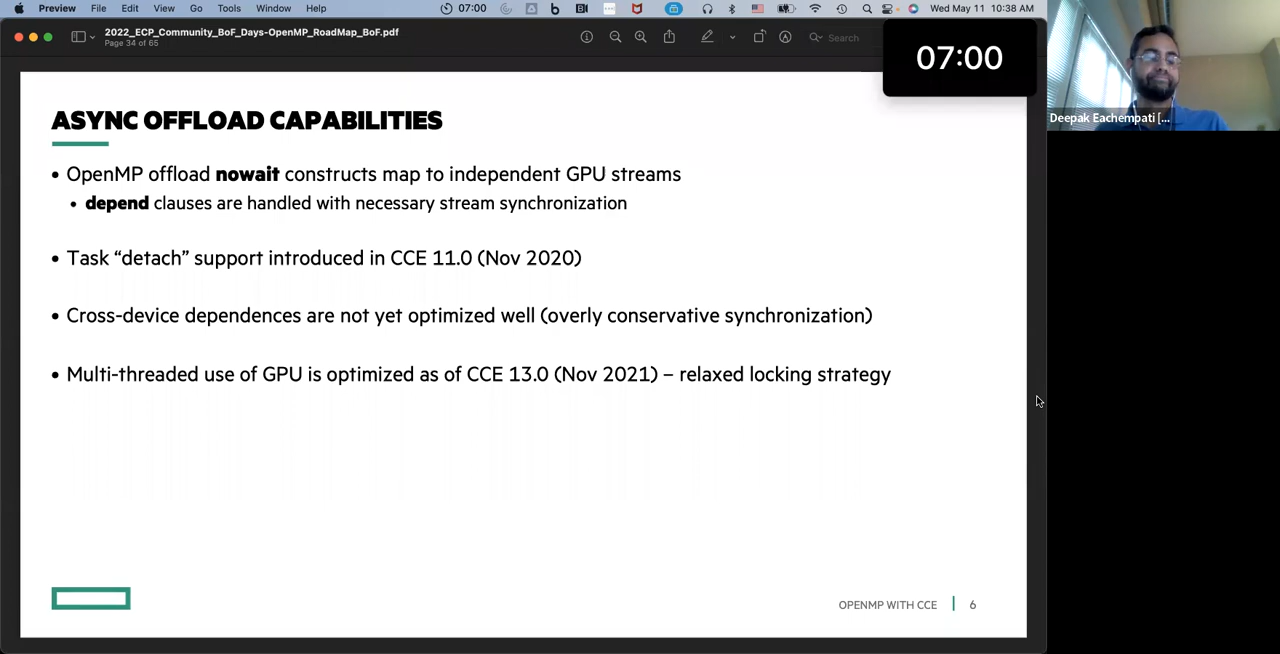 Preview File Edit View Go Tools Window Help 07:00 Wed May 11 10:38 AM
2022_ECP_Community_BoF_Days-OpenMP_RoadMap_BoF.pdf
Page 34 of 65
Search
07:00
Deepak Eachempati [...
ASYNC OFFLOAD CAPABILITIES
• OpenMP offload nowait constructs map to independent GPU streams
• depend clauses are handled with necessary stream synchronization
• Task “detach” support introduced in CCE 11.0 (Nov 2020)
• Cross-device dependences are not yet optimized well (overly conservative synchronization)
• Multi-threaded use of GPU is optimized as of CCE 13.0 (Nov 2021) – relaxed locking strategy
OPENMP WITH CCE 6